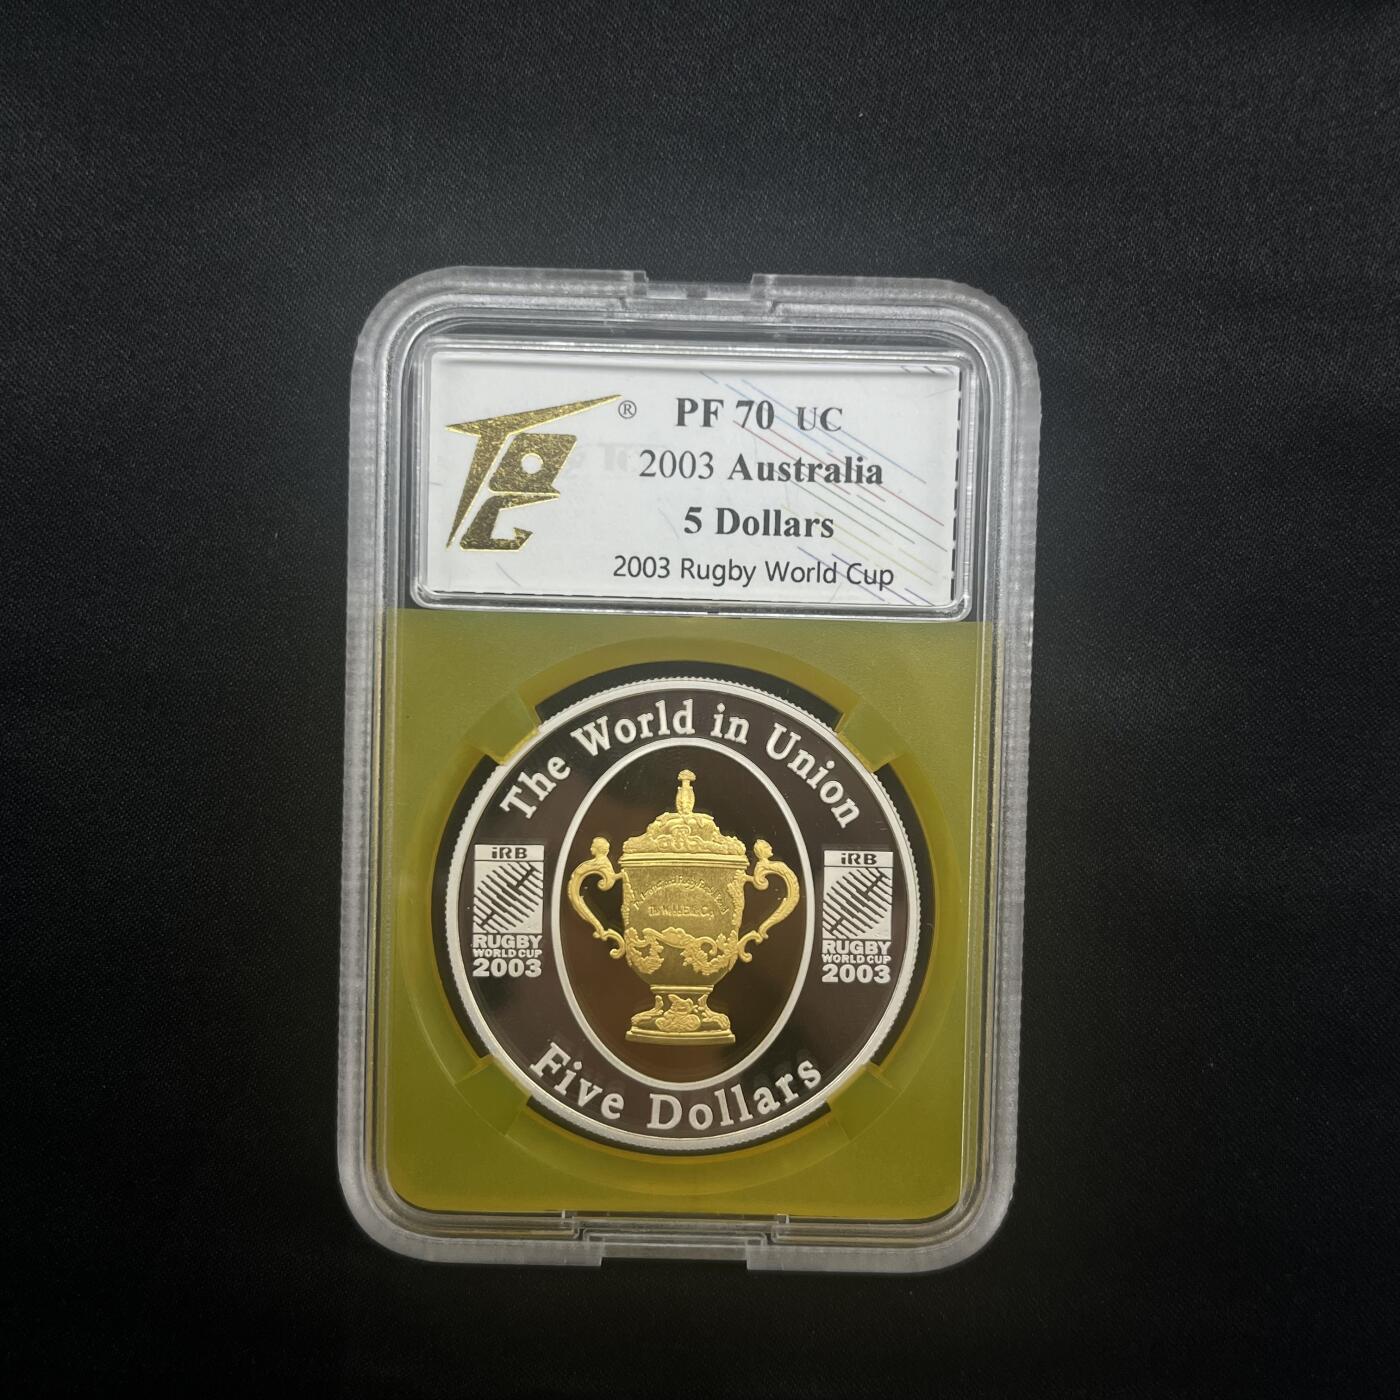 ®
PF 70 UC
2003 Australia
5 Dollars
2003 Rugby World Cup
The World in Union
iRB
RUGBY
WORLD CUP
2003
iRB
RUGBY
WORLD CUP
2003
Five Dollars